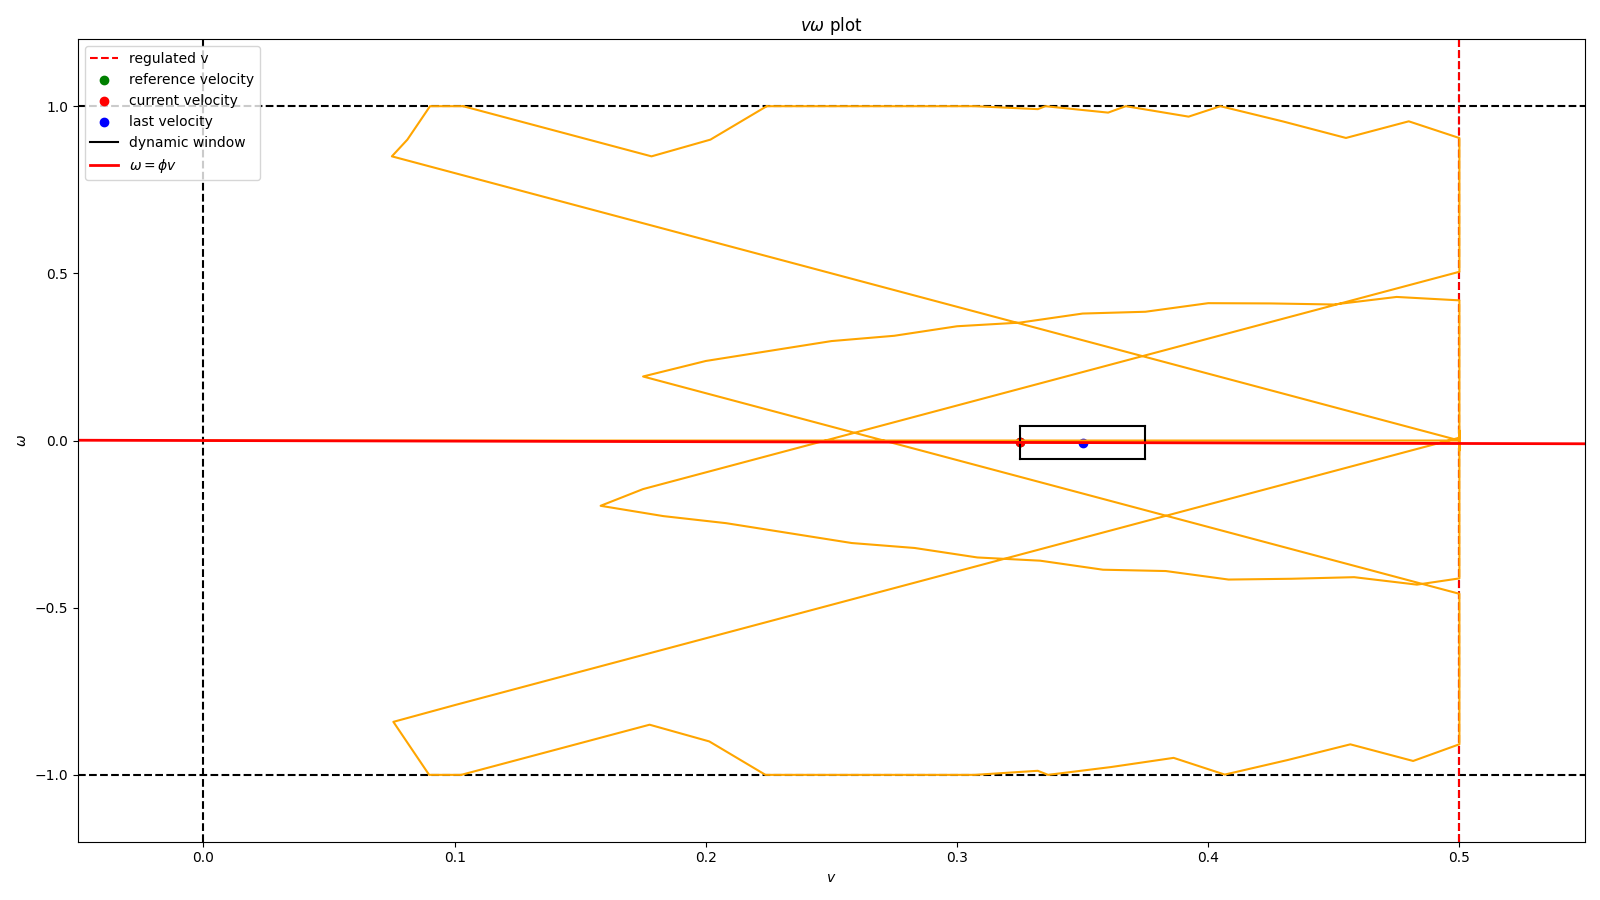 vω plot
regulated v
reference velocity
current velocity
last velocity
dynamic window
ω = ϕv
1.0
0.5
0.0
−0.5
−1.0
ω
0.0 0.1 0.2 0.3 0.4 0.5
v